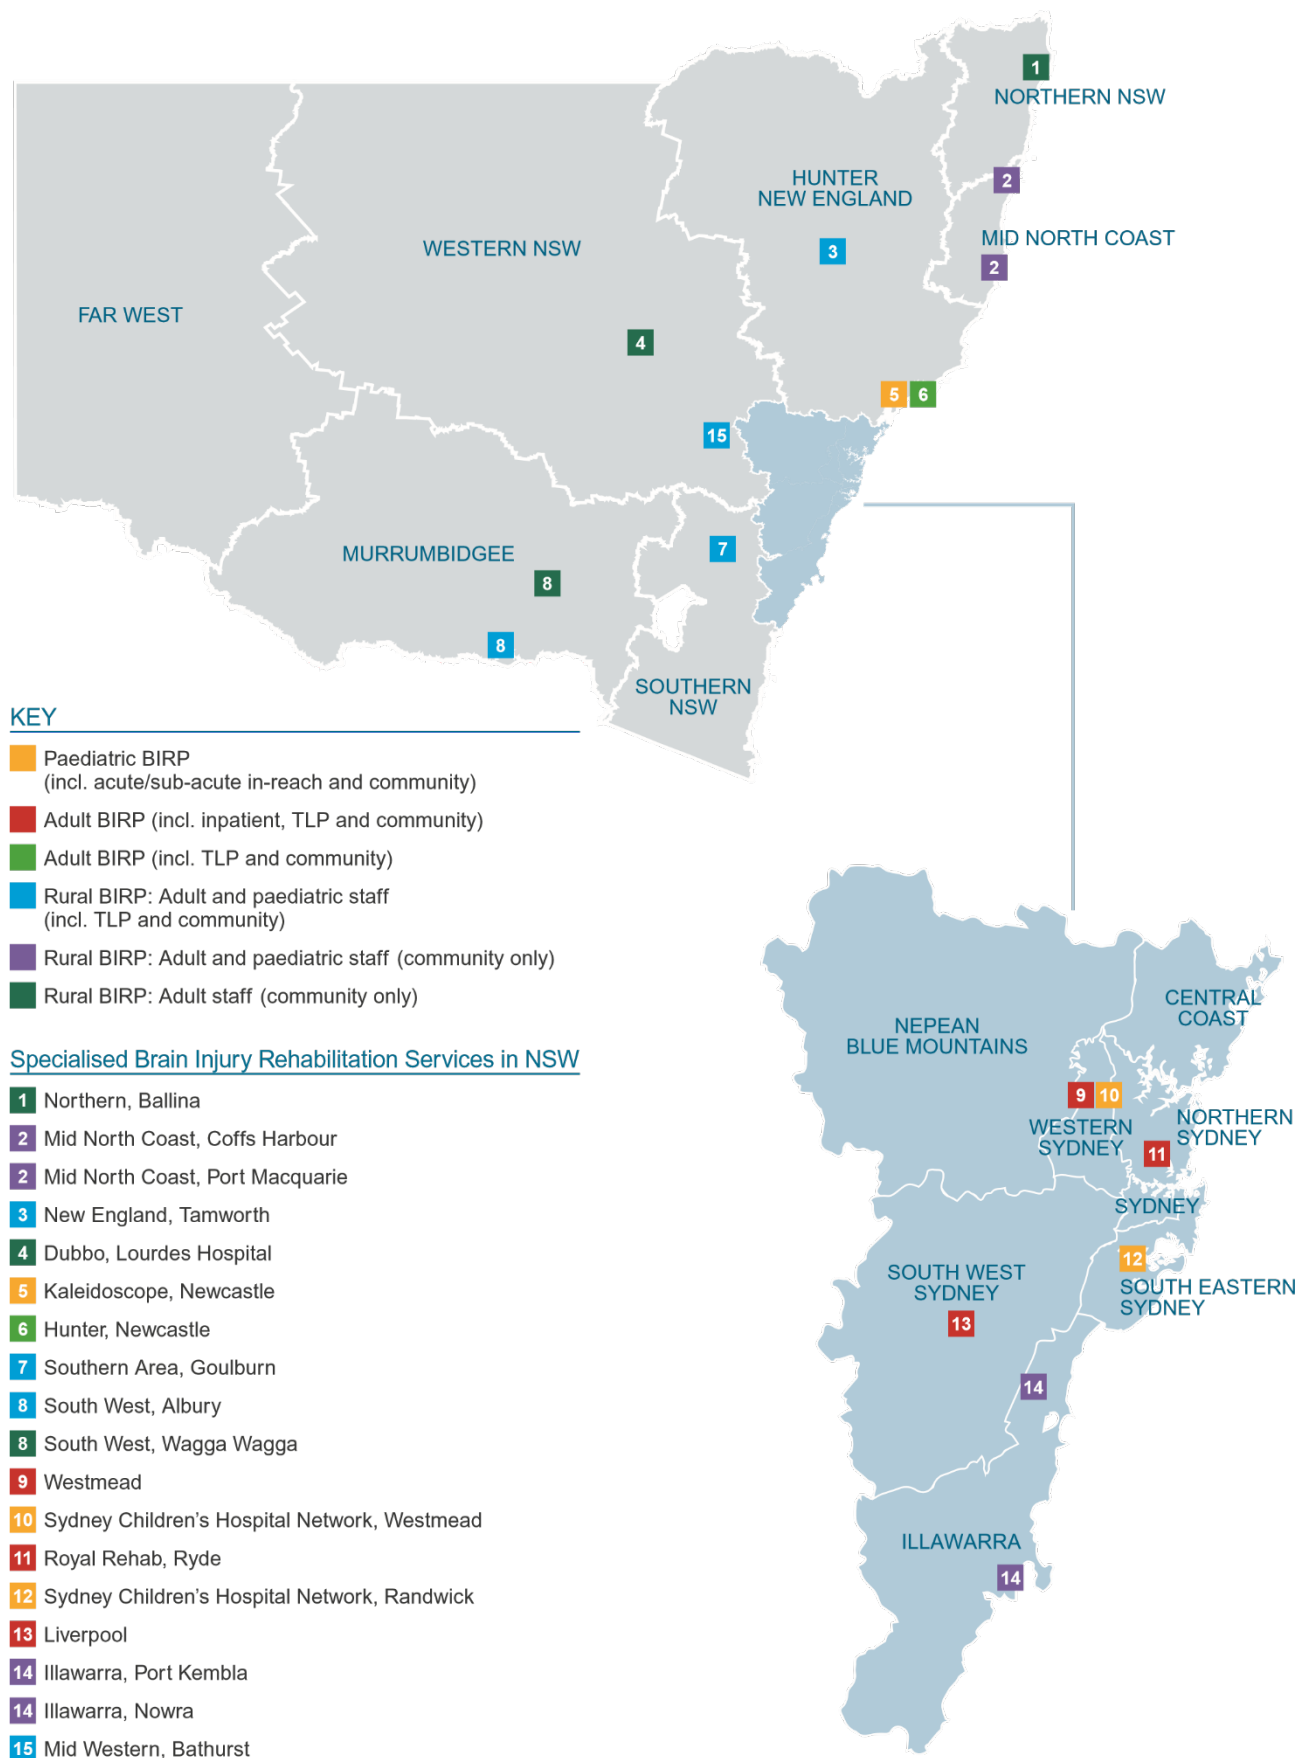 1
NORTHERN NSW
HUNTER
NEW ENGLAND
2
MID NORTH COAST
WESTERN NSW
3
2
FAR WEST
4
5 6
15
MURRUMBIDGEE
7
8
8
SOUTHERN
NSW
KEY
Paediatric BIRP
(incl. acute/sub-acute in-reach and community)
Adult BIRP (incl. inpatient, TLP and community)
Adult BIRP (incl. TLP and community)
Rural BIRP: Adult and paediatric staff
(incl. TLP and community)
Rural BIRP: Adult and paediatric staff (community only)
Rural BIRP: Adult staff (community only)
CENTRAL
COAST
NEPEAN
BLUE MOUNTAINS
9 10
WESTERN
SYDNEY
NORTHERN
SYDNEY
11
SYDNEY
12
SOUTH WEST
SYDNEY
SOUTH EASTERN
SYDNEY
13
14
ILLAWARRA
14
Specialised Brain Injury Rehabilitation Services in NSW
1 Northern, Ballina
2 Mid North Coast, Coffs Harbour
2 Mid North Coast, Port Macquarie
3 New England, Tamworth
4 Dubbo, Lourdes Hospital
5 Kaleidoscope, Newcastle
6 Hunter, Newcastle
7 Southern Area, Goulburn
8 South West, Albury
8 South West, Wagga Wagga
9 Westmead
10 Sydney Children's Hospital Network, Westmead
11 Royal Rehab, Ryde
12 Sydney Children's Hospital Network, Randwick
13 Liverpool
14 Illawarra, Port Kembla
14 Illawarra, Nowra
15 Mid Western, Bathurst